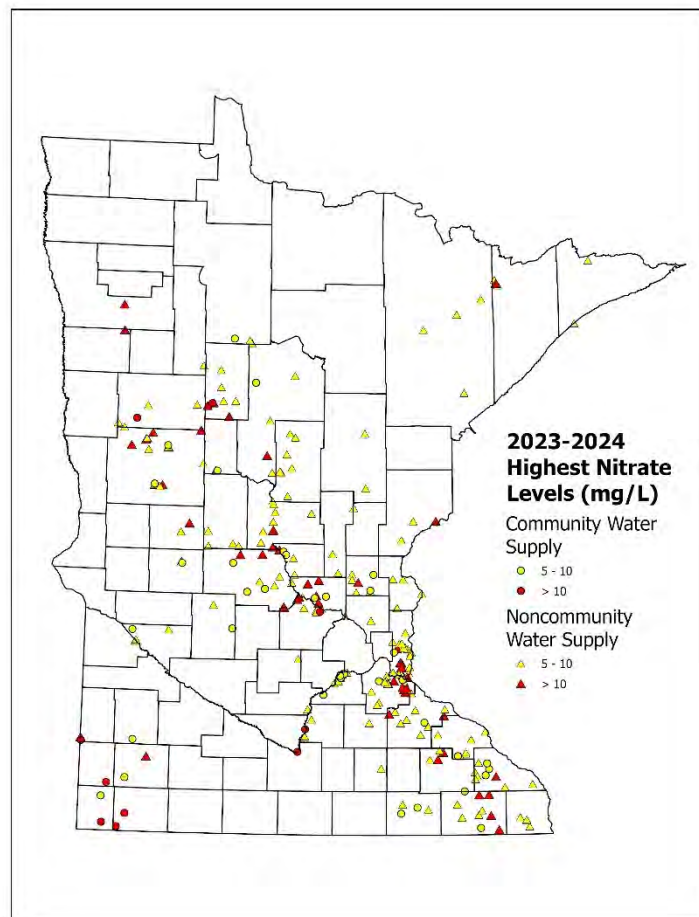 2023-2024
Highest Nitrate
Levels (mg/L)
Community Water
Supply
5 - 10
> 10
Noncommunity
Water Supply
5 - 10
> 10